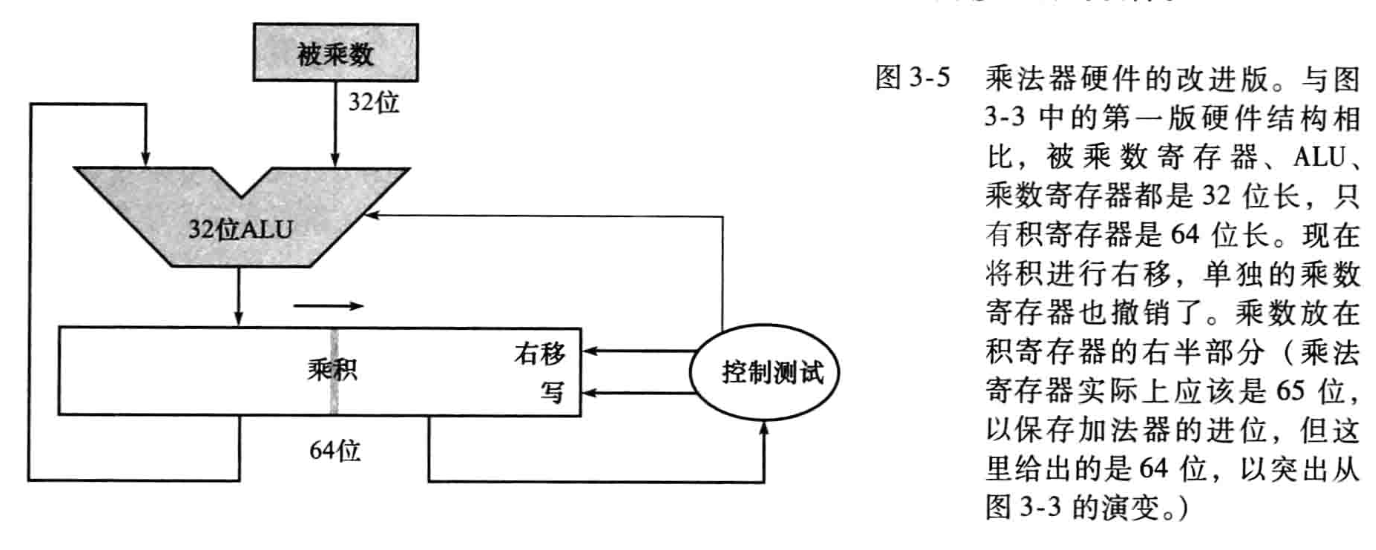 被乘数
32位
32位ALU
乘积
右移
写
64位
控制测试
图 3-5 乘法器硬件的改进版。与图
3-3 中的第一版硬件结构相
比，被乘数寄存器、ALU、
乘数寄存器都是 32 位长，只
有积寄存器是 64 位长。现在
将积进行右移，单独的乘数
寄存器也撤销了。乘数放在
积寄存器的右半部分（乘法
寄存器实际上应该是 65 位，
以保存加法器的进位，但这
里给出的是 64 位，以突出从
图 3-3 的演变。）